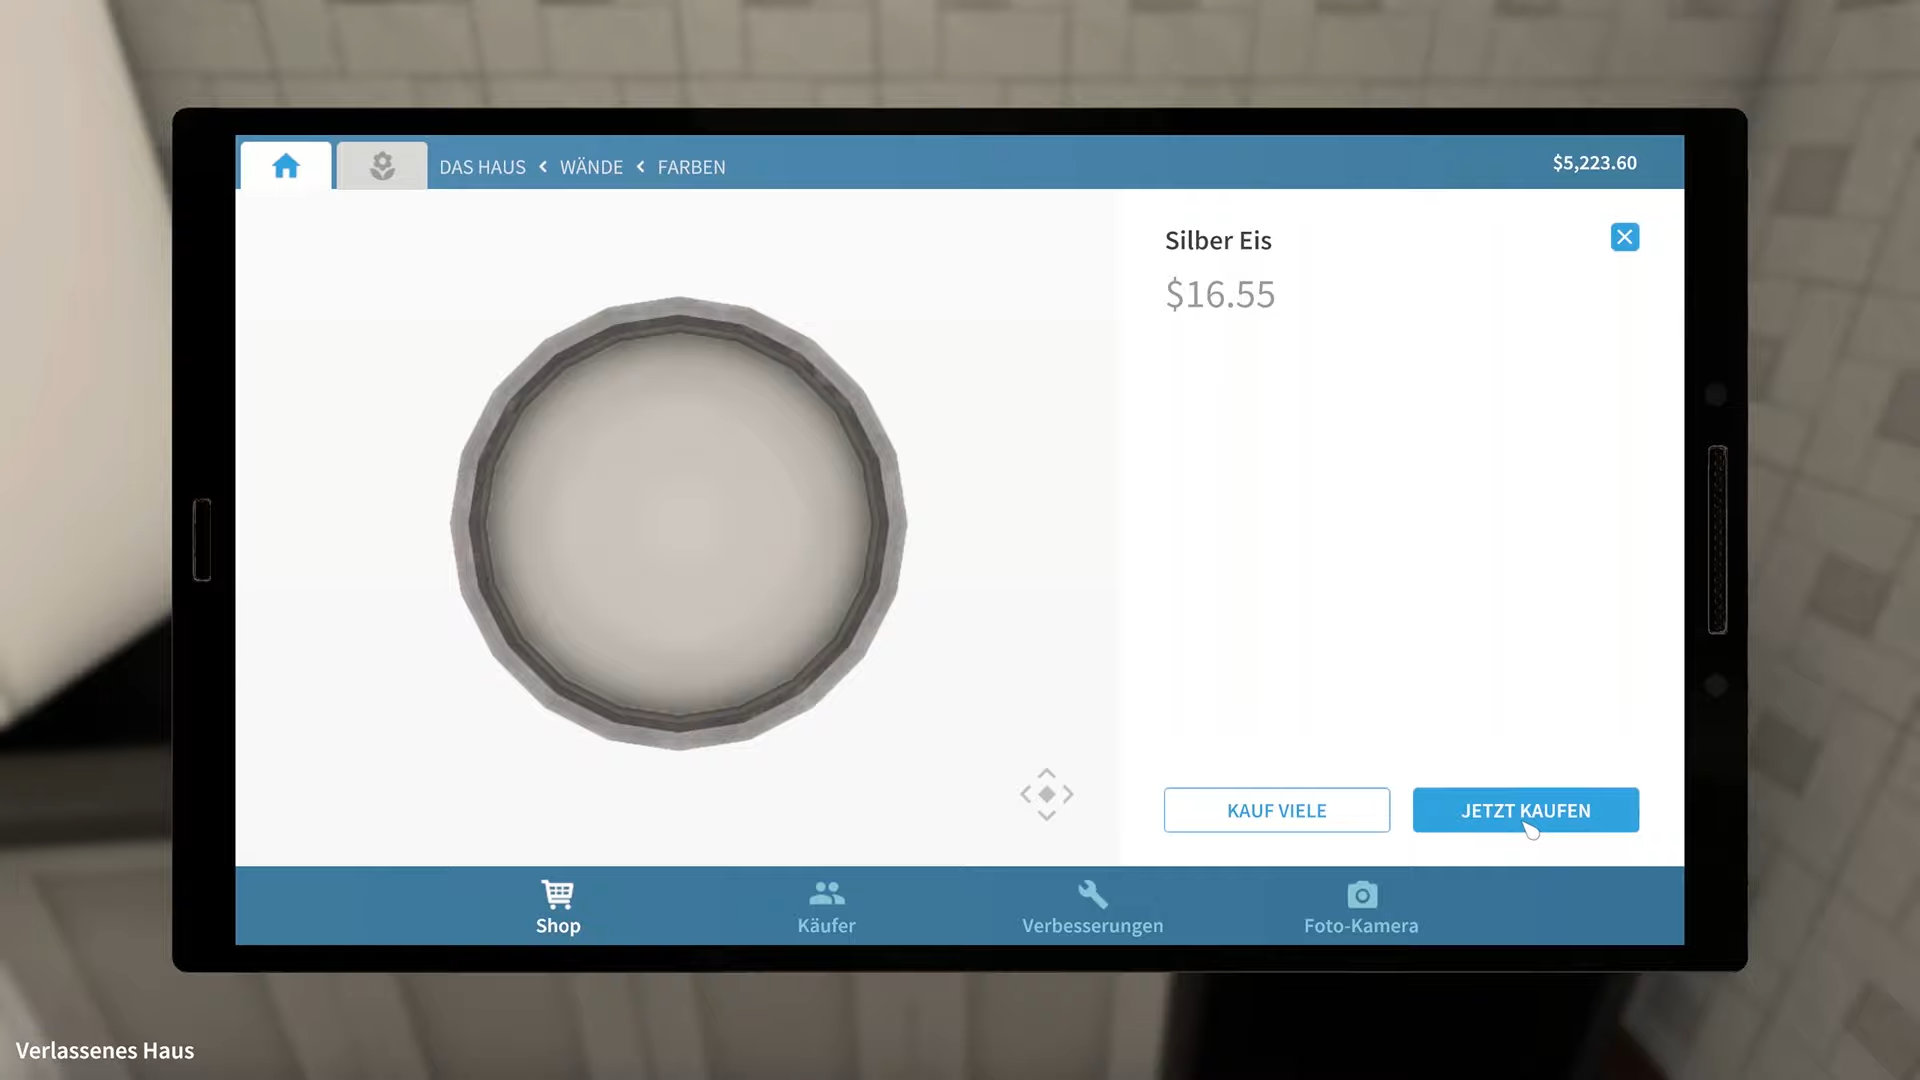 DAS HAUS < WÄNDE < FARBEN
$5,223.60
Silber Eis
$16.55
KAUF VIELE
JETZT KAUFEN
Shop
Käufer
Verbesserungen
Foto-Kamera
Verlassenes Haus